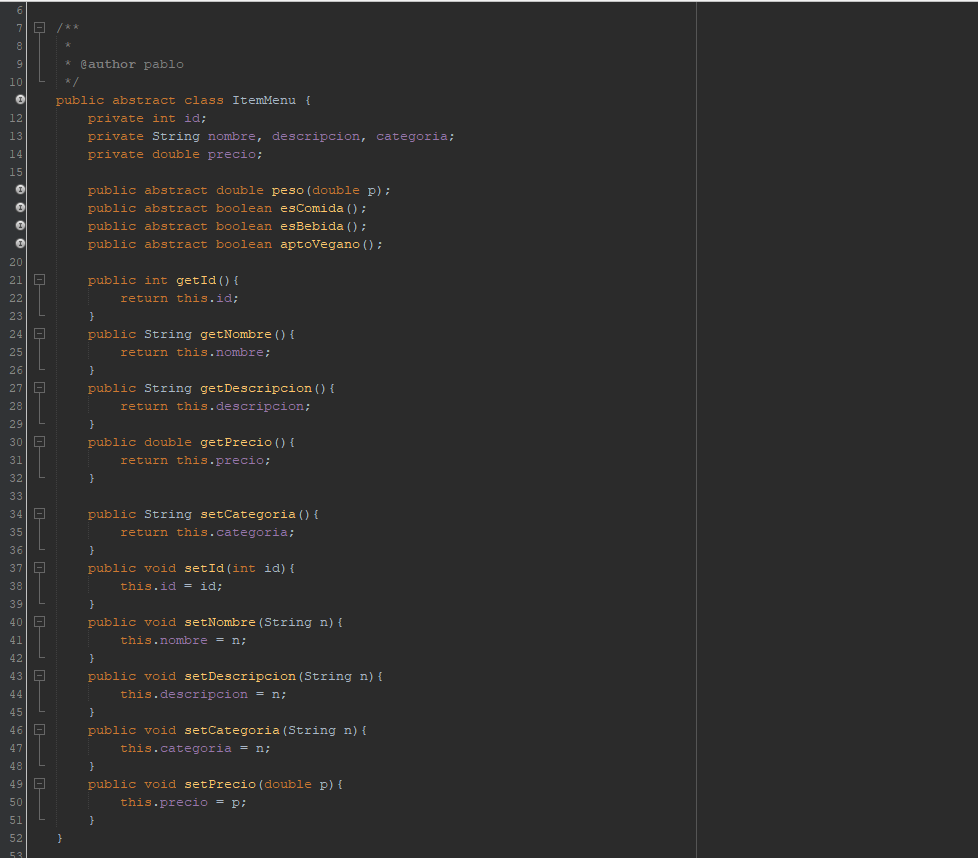 6
7 /**
8 *
9 * @author pablo
10 */
public abstract class ItemMenu {
12 private int id;
13 private String nombre, descripcion, categoria;
14 private double precio;
15
public abstract double peso(double p);
public abstract boolean esComida();
public abstract boolean esBebida();
public abstract boolean aptoVegano();
20
21 public int getId(){
22 return this.id;
23 }
24 public String getNombre(){
25 return this.nombre;
26 }
27 public String getDescripcion(){
28 return this.descripcion;
29 }
30 public double getPrecio(){
31 return this.precio;
32 }
33
34 public String setCategoria(){
35 return this.categoria;
36 }
37 public void setId(int id){
38 this.id = id;
39 }
40 public void setNombre(String n){
41 this.nombre = n;
42 }
43 public void setDescripcion(String n){
44 this.descripcion = n;
45 }
46 public void setCategoria(String n){
47 this.categoria = n;
48 }
49 public void setPrecio(double p){
50 this.precio = p;
51 }
52 }
53